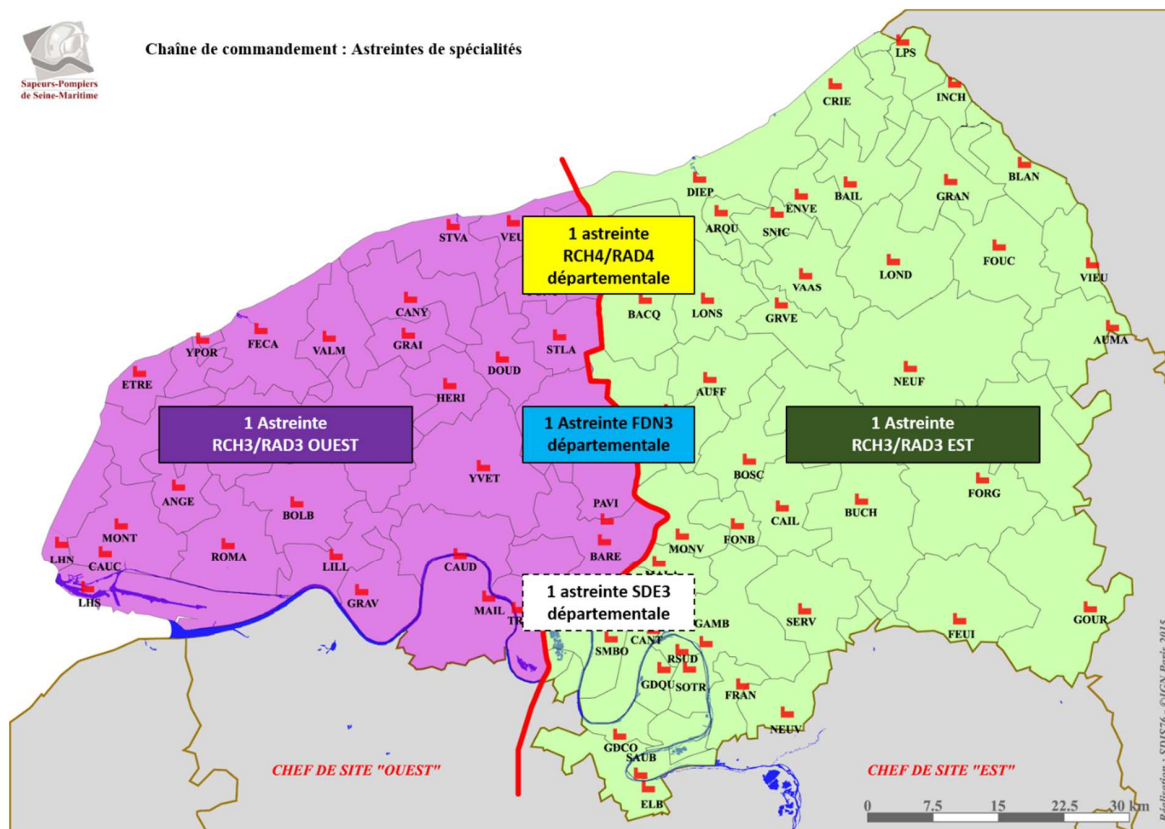 Chaîne de commandement : Astreintes de spécialités
Sapeurs-Pompiers
de Seine-Maritime
LPS
CRIE
INCH
BLAN
DIEP
BAIL
GRAN
ENVE
ARQU
SNIC
STVA
VEU
1 astreinte
RCH4/RAD4
départementale
LOND
FOUC
VIEU
VAAS
CANY
BACQ
LONS
GRVE
AUMA
YPOR
FECA
VALM
GRAI
STLA
DOUD
ETRE
HERI
AUFF
NEUF
1 Astreinte
RCH3/RAD3 OUEST
1 Astreinte FDN3
départementale
1 Astreinte
RCH3/RAD3 EST
YVET
BOSC
FORG
ANGE
BOLB
PAVI
CAIL
BUCH
MONT
FONB
MONV
LHN
CAUC
ROMA
LILL
CAUD
BARE
LHS
GRAV
MAIL
1 astreinte SDE3
départementale
TR
GAMB
SERV
FEUI
GOUR
SMBO
CANT
RSUD
GDQU
SOTR
FRAN
NEUV
GDCO
SAUB
ELB
CHEF DE SITE "OUEST"
CHEF DE SITE "EST"
0 7.5 15 22.5 30 km
Réalisation : SDIS76 - ©IGN Paris 2015